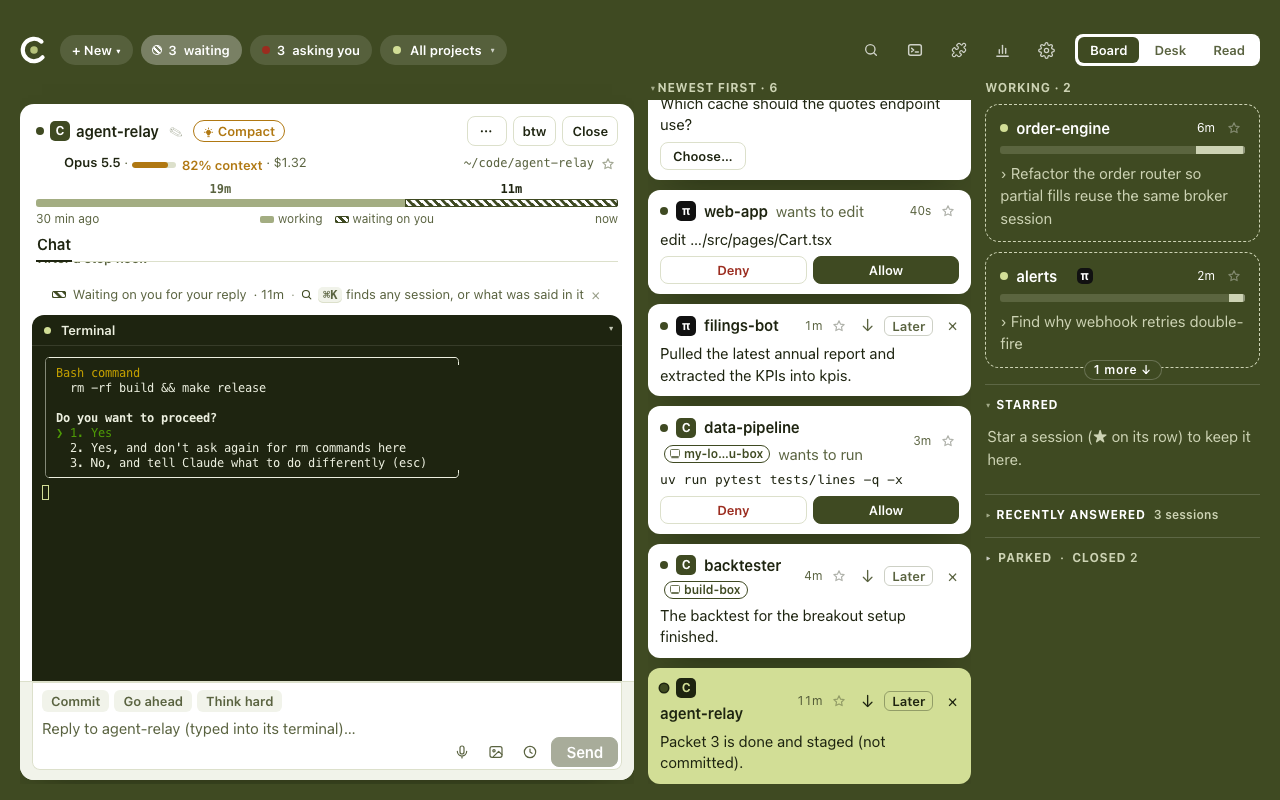 + New ▾
3 waiting
3 asking you
All projects ▾
Board
Desk
Read
C agent-relay
Compact
...
btw
Close
Opus 5.5 · 82% context · $1.32
~/code/agent-relay
19m
11m
30 min ago
working
waiting on you
now
Chat
Waiting on you for your reply · 11m · ⌘K finds any session, or what was said in it ×
Terminal
Bash command
rm -rf build && make release
Do you want to proceed?
❯ 1. Yes
2. Yes, and don't ask again for rm commands here
3. No, and tell Claude what to do differently (esc)
Commit
Go ahead
Think hard
Reply to agent-relay (typed into its terminal)...
Send
NEWEST FIRST · 6
Which cache should the quotes endpoint
use?
Choose...
π web-app wants to edit 40s
edit .../src/pages/Cart.tsx
Deny
Allow
π filings-bot 1m ↓ Later ×
Pulled the latest annual report and
extracted the KPIs into kpis.
C data-pipeline
my-lo...u-box wants to run 3m
uv run pytest tests/lines -q -x
Deny
Allow
C backtester
build-box
4m ↓ Later ×
The backtest for the breakout setup
finished.
C
agent-relay
11m ↓ Later ×
Packet 3 is done and staged (not
committed).
WORKING · 2
order-engine 6m
› Refactor the order router so
partial fills reuse the same broker
session
alerts π 2m
› Find why webhook retries double-
fire
1 more ↓
STARRED
Star a session (★ on its row) to keep it
here.
RECENTLY ANSWERED 3 sessions
PARKED · CLOSED 2